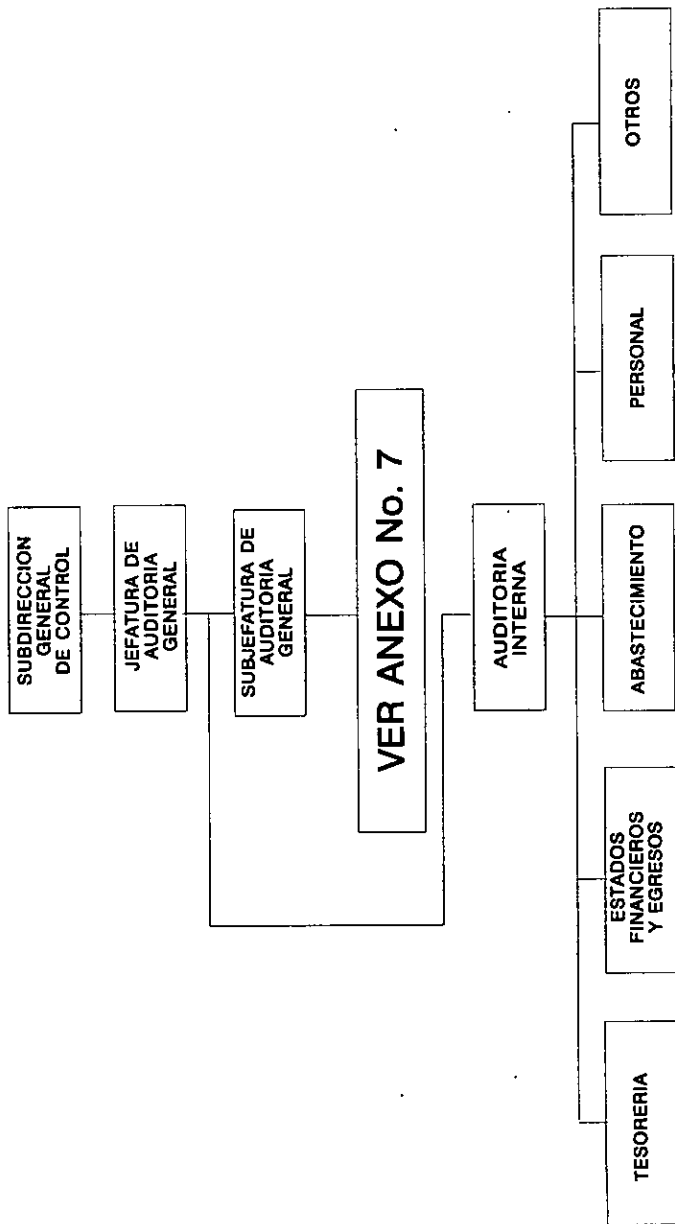 SUBDIRECCION
GENERAL
DE CONTROL
JEFATURA DE
AUDITORIA
GENERAL
SUBJEFATURA DE
AUDITORIA
GENERAL
VER ANEXO No. 7
AUDITORIA
INTERNA
TESORERIA
ESTADOS
FINANCIEROS
Y EGRESOS
ABASTECIMIENTO
PERSONAL
OTROS